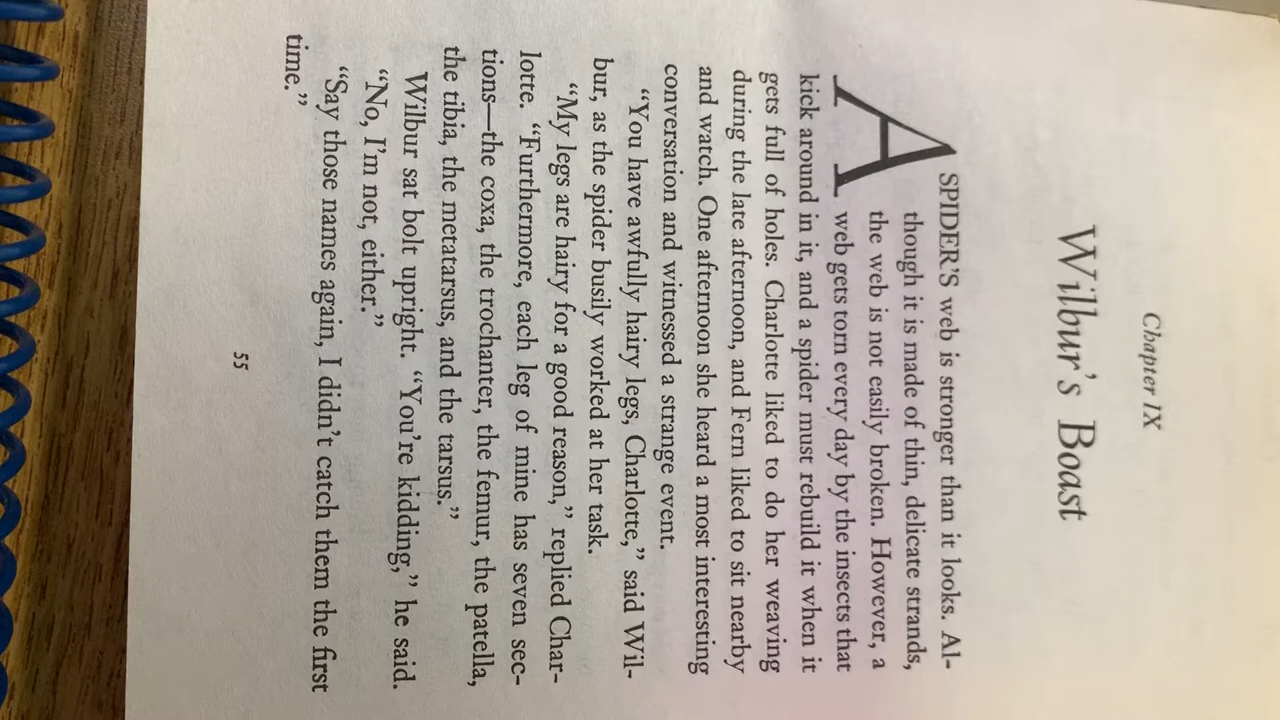 Chapter IX
Wilbur's Boast
A SPIDER'S web is stronger than it looks. Al-
though it is made of thin, delicate strands,
the web is not easily broken. However, a
web gets torn every day by the insects that
kick around in it, and a spider must rebuild it when it
gets full of holes. Charlotte liked to do her weaving
during the late afternoon, and Fern liked to sit nearby
and watch. One afternoon she heard a most interesting
conversation and witnessed a strange event.
“You have awfully hairy legs, Charlotte,” said Wil-
bur, as the spider busily worked at her task.
“My legs are hairy for a good reason,” replied Char-
lotte. “Furthermore, each leg of mine has seven sec-
tions—the coxa, the trochanter, the femur, the patella,
the tibia, the metatarsus, and the tarsus.”
Wilbur sat bolt upright. “You're kidding,” he said.
“No, I'm not, either.”
“Say those names again, I didn't catch them the first
time.”
55